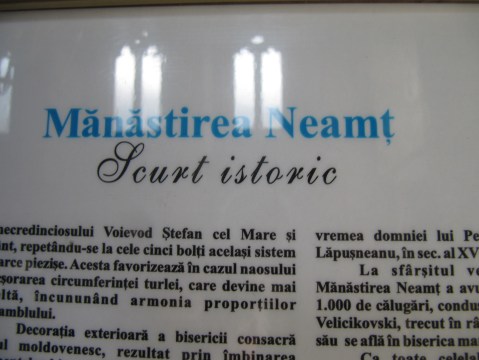 Mănăstirea Neamț
Scurt istoric
necredinciosului Voievod Ștefan cel Mare și
repetându-se la cele cinci bolți același sistem
arce piezișe. Acesta favorizează în cazul naosului
circumferinței turlei, care devine mai
încununând armonia proporțiilor
Decorația exterioară a bisericii consacră
moldovenesc, rezultat prin îmbinarea
vremea domniei lui
Lăpușneanu, în sec. al
La sfârșitul
Mănăstirea Neamț a
1.000 de călugări,
Velicikovski, trecut în
său se află în biserica
Ca toate